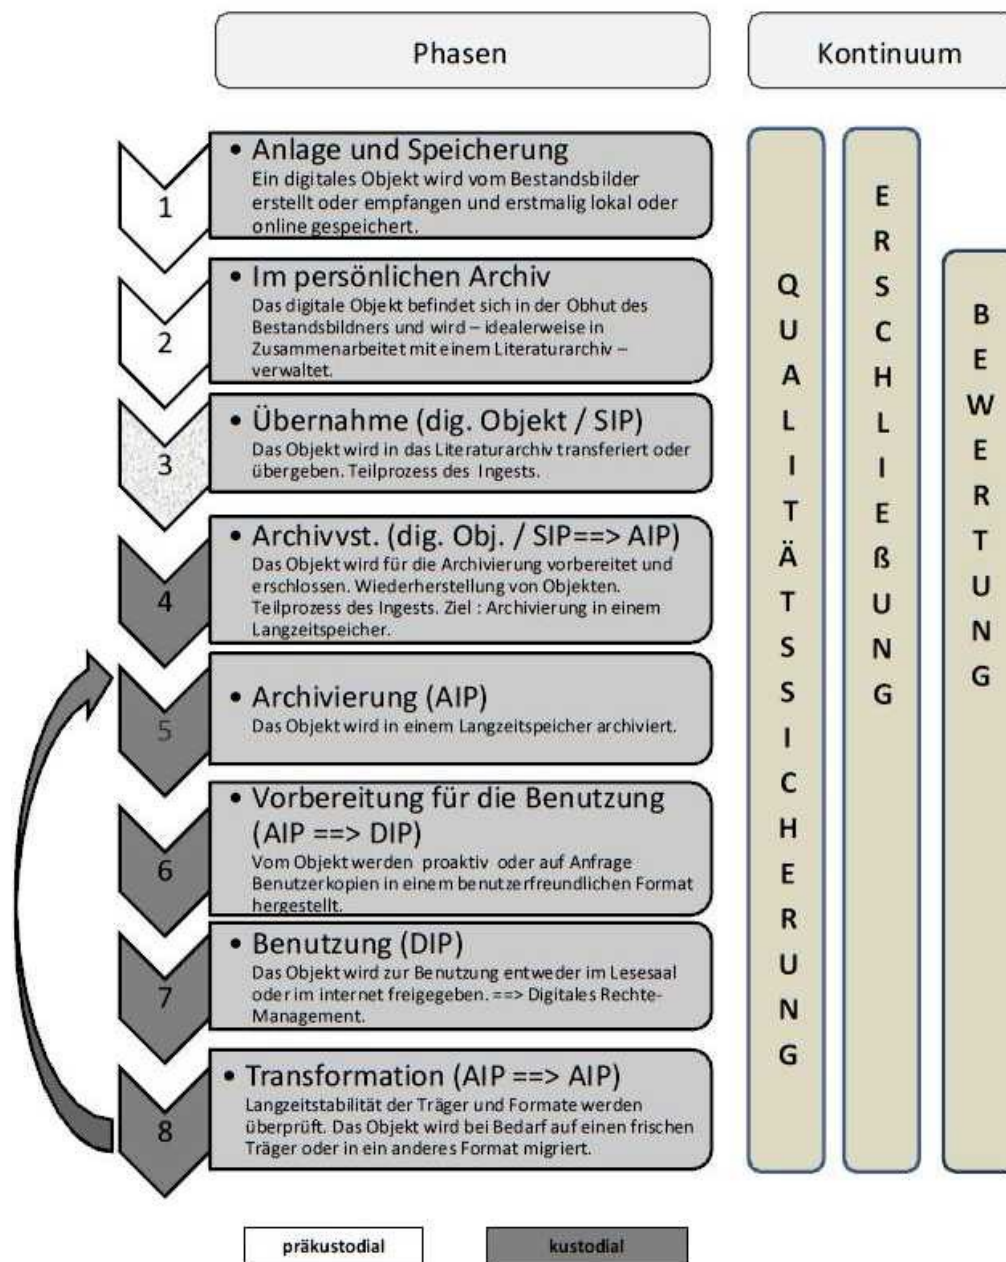 Phasen
Kontinuum
1
• Anlage und Speicherung
Ein digitales Objekt wird vom Bestandsbilder
erstellt oder empfangen und erstmalig lokal oder
online gespeichert.
2
• Im persönlichen Archiv
Das digitale Objekt befindet sich in der Obhut des
Bestandsbildners und wird – idealerweise in
Zusammenarbeitet mit einem Literaturarchiv –
verwaltet.
3
• Übernahme (dig. Objekt / SIP)
Das Objekt wird in das Literaturarchiv transferiert oder
übergeben. Teilprozess des Ingests.
4
• Archivvst. (dig. Obj. / SIP==> AIP)
Das Objekt wird für die Archivierung vorbereitet und
erschlossen. Wiederherstellung von Objekten.
Teilprozess des Ingests. Ziel : Archivierung in einem
Langzeitspeicher.
5
• Archivierung (AIP)
Das Objekt wird in einem Langzeitspeicher archiviert.
6
• Vorbereitung für die Benutzung
(AIP ==> DIP)
Vom Objekt werden proaktiv oder auf Anfrage
Benutzerkopien in einem benutzerfreundlichen Format
hergestellt.
7
• Benutzung (DIP)
Das Objekt wird zur Benutzung entweder im Lesesaal
oder im internet freigegeben. ==> Digitales Rechte-
Management.
8
• Transformation (AIP ==> AIP)
Langzeitstabilität der Träger und Formate werden
überprüft. Das Objekt wird bei Bedarf auf einen frischen
Träger oder in ein anderes Format migriert.
QUALITÄTSSICHERUNG
ERSCHLIEßUNG
BEWERTUNG
präkustodial
kustodial